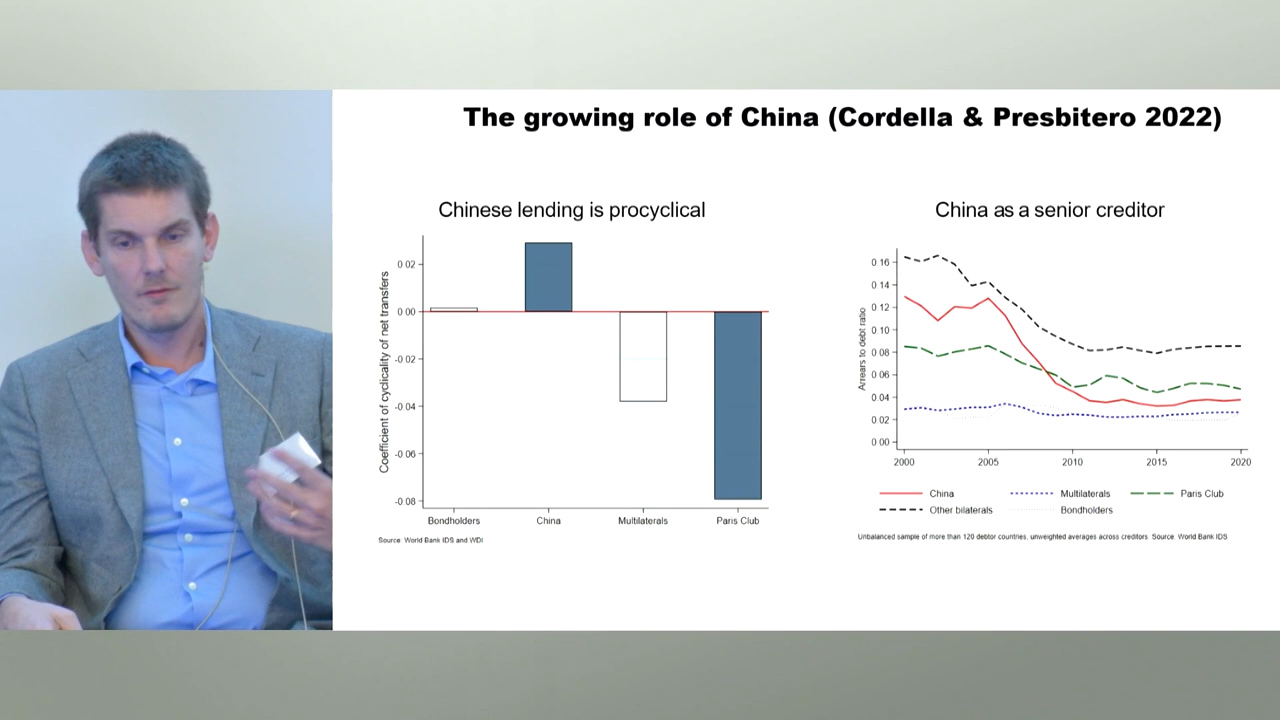 The growing role of China (Cordella & Presbitero 2022)
Chinese lending is procyclical
Coefficient of cyclicality of net transfers
0 02
0 00
-0 02
-0 04
-0 06
-0 08
Bondholders
China
Multilaterals
Paris Club
Source World Bank IDS and WDI
China as a senior creditor
Arrears to debt ratio
0 16
0 14
0 12
0 10
0 08
0 06
0 04
0 02
0 00
2000
2005
2010
2015
2020
China
Multilaterals
Paris Club
Other bilaterals
Bondholders
Unbalanced sample of more than 120 debtor countries, unweighted averages across creditors Source World Bank IDS